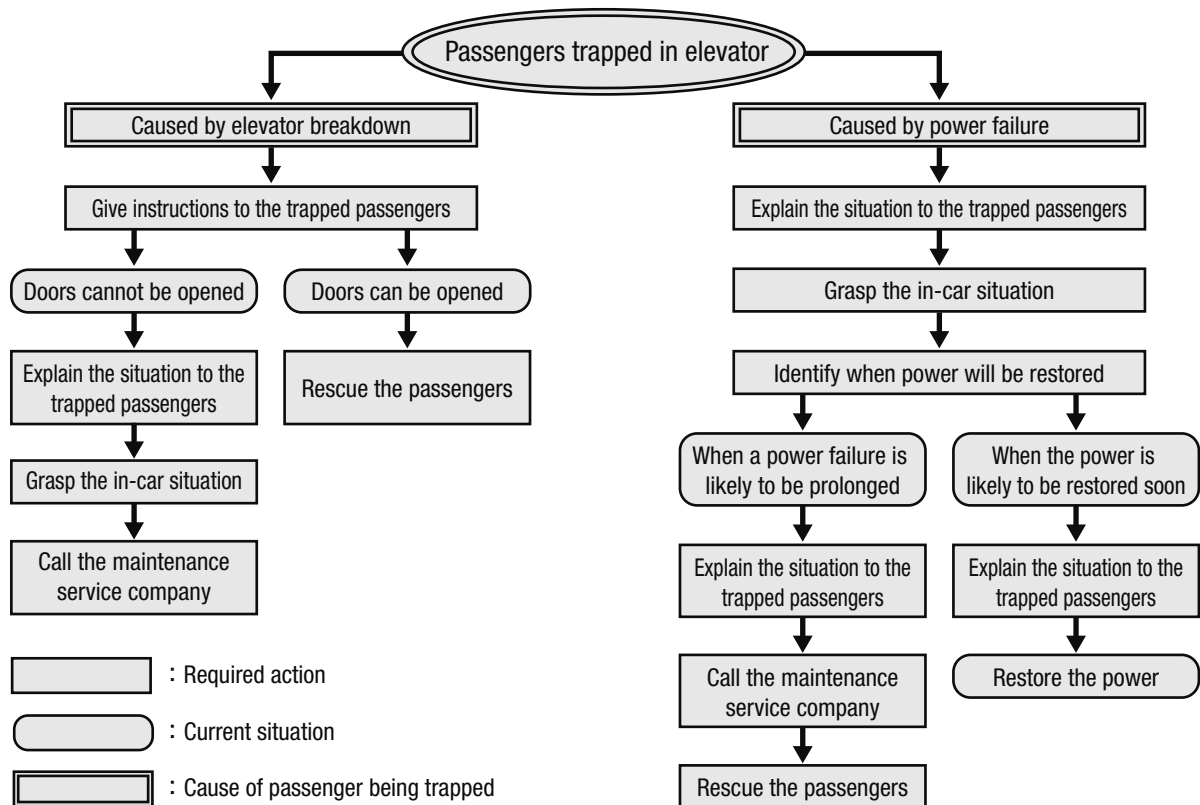 Passengers trapped in elevator
Caused by elevator breakdown
Give instructions to the trapped passengers
Doors cannot be opened
Explain the situation to the
trapped passengers
Grasp the in-car situation
Call the maintenance
service company
Doors can be opened
Rescue the passengers
Caused by power failure
Explain the situation to the trapped passengers
Grasp the in-car situation
Identify when power will be restored
When a power failure is
likely to be prolonged
Explain the situation to the
trapped passengers
Call the maintenance
service company
Rescue the passengers
When the power is
likely to be restored soon
Explain the situation to the
trapped passengers
Restore the power
: Required action
: Current situation
: Cause of passenger being trapped